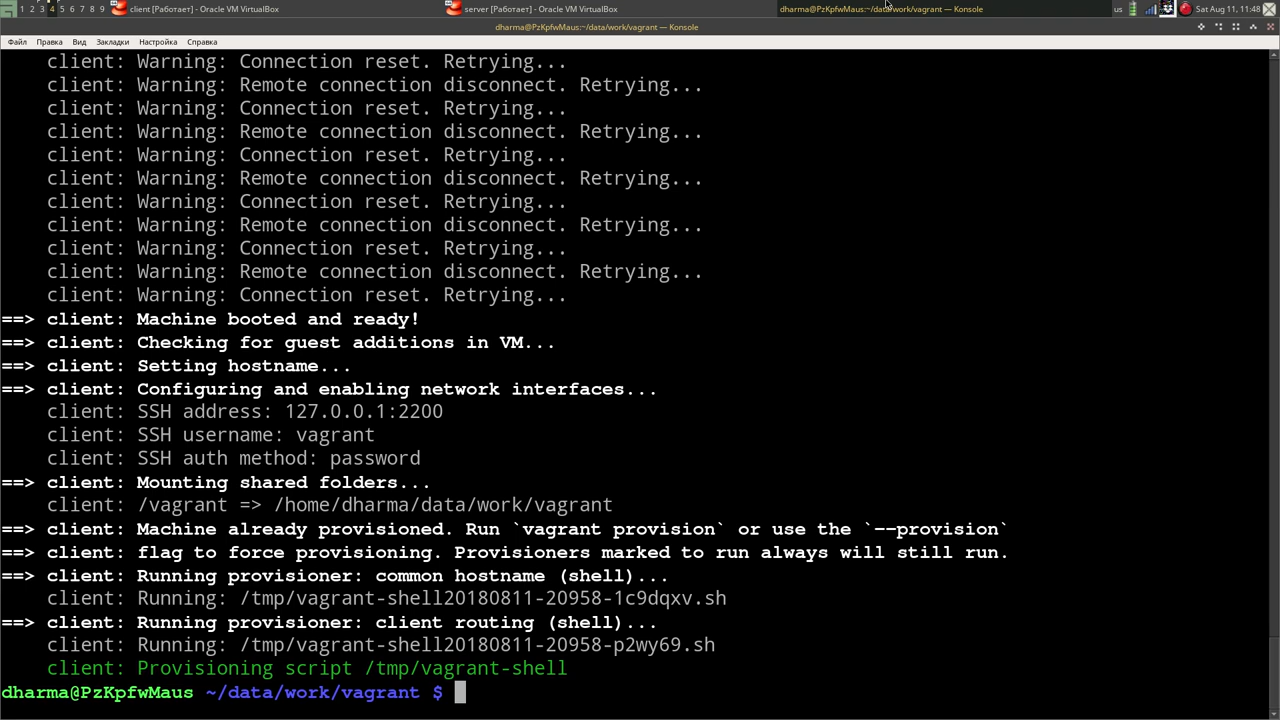 1 2 3 4 5 6 7 8 9 client [Работает] - Oracle VM VirtualBox server [Работает] - Oracle VM VirtualBox dharma@PzKpfwMaus:~/data/work/vagrant — Konsole us Sat Aug 11, 11:48
dharma@PzKpfwMaus:~/data/work/vagrant — Konsole
Файл Правка Вид Закладки Настройка Справка
client: Warning: Connection reset. Retrying...
client: Warning: Remote connection disconnect. Retrying...
client: Warning: Connection reset. Retrying...
client: Warning: Remote connection disconnect. Retrying...
client: Warning: Connection reset. Retrying...
client: Warning: Remote connection disconnect. Retrying...
client: Warning: Connection reset. Retrying...
client: Warning: Remote connection disconnect. Retrying...
client: Warning: Connection reset. Retrying...
client: Warning: Remote connection disconnect. Retrying...
client: Warning: Connection reset. Retrying...
==> client: Machine booted and ready!
==> client: Checking for guest additions in VM...
==> client: Setting hostname...
==> client: Configuring and enabling network interfaces...
client: SSH address: 127.0.0.1:2200
client: SSH username: vagrant
client: SSH auth method: password
==> client: Mounting shared folders...
client: /vagrant => /home/dharma/data/work/vagrant
==> client: Machine already provisioned. Run `vagrant provision` or use the `--provision`
==> client: flag to force provisioning. Provisioners marked to run always will still run.
==> client: Running provisioner: common hostname (shell)...
client: Running: /tmp/vagrant-shell20180811-20958-1c9dqxv.sh
==> client: Running provisioner: client routing (shell)...
client: Running: /tmp/vagrant-shell20180811-20958-p2wy69.sh
client: Provisioning script /tmp/vagrant-shell
dharma@PzKpfwMaus ~/data/work/vagrant $